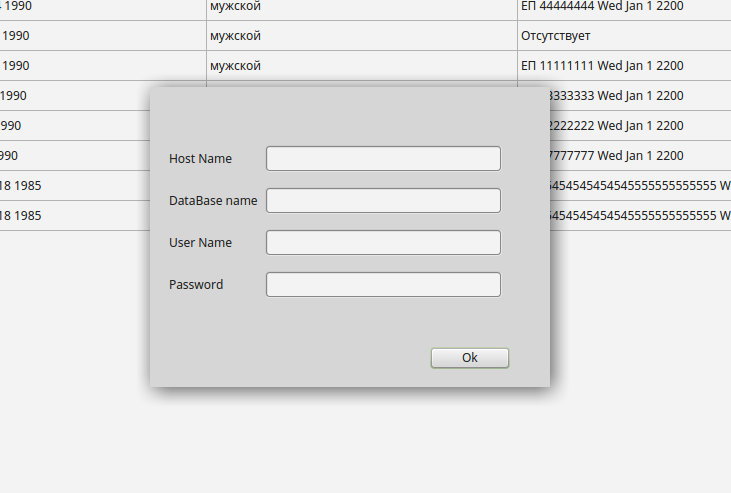 1990 мужской ЕП 44444444 Wed Jan 1 2200
1990 мужской Отсутствует
1990 мужской ЕП 11111111 Wed Jan 1 2200
1990 3333333 Wed Jan 1 2200
990 2222222 Wed Jan 1 2200
990 7777777 Wed Jan 1 2200
18 1985 W
18 1985 W
Host Name
DataBase name
User Name
Password
Ok